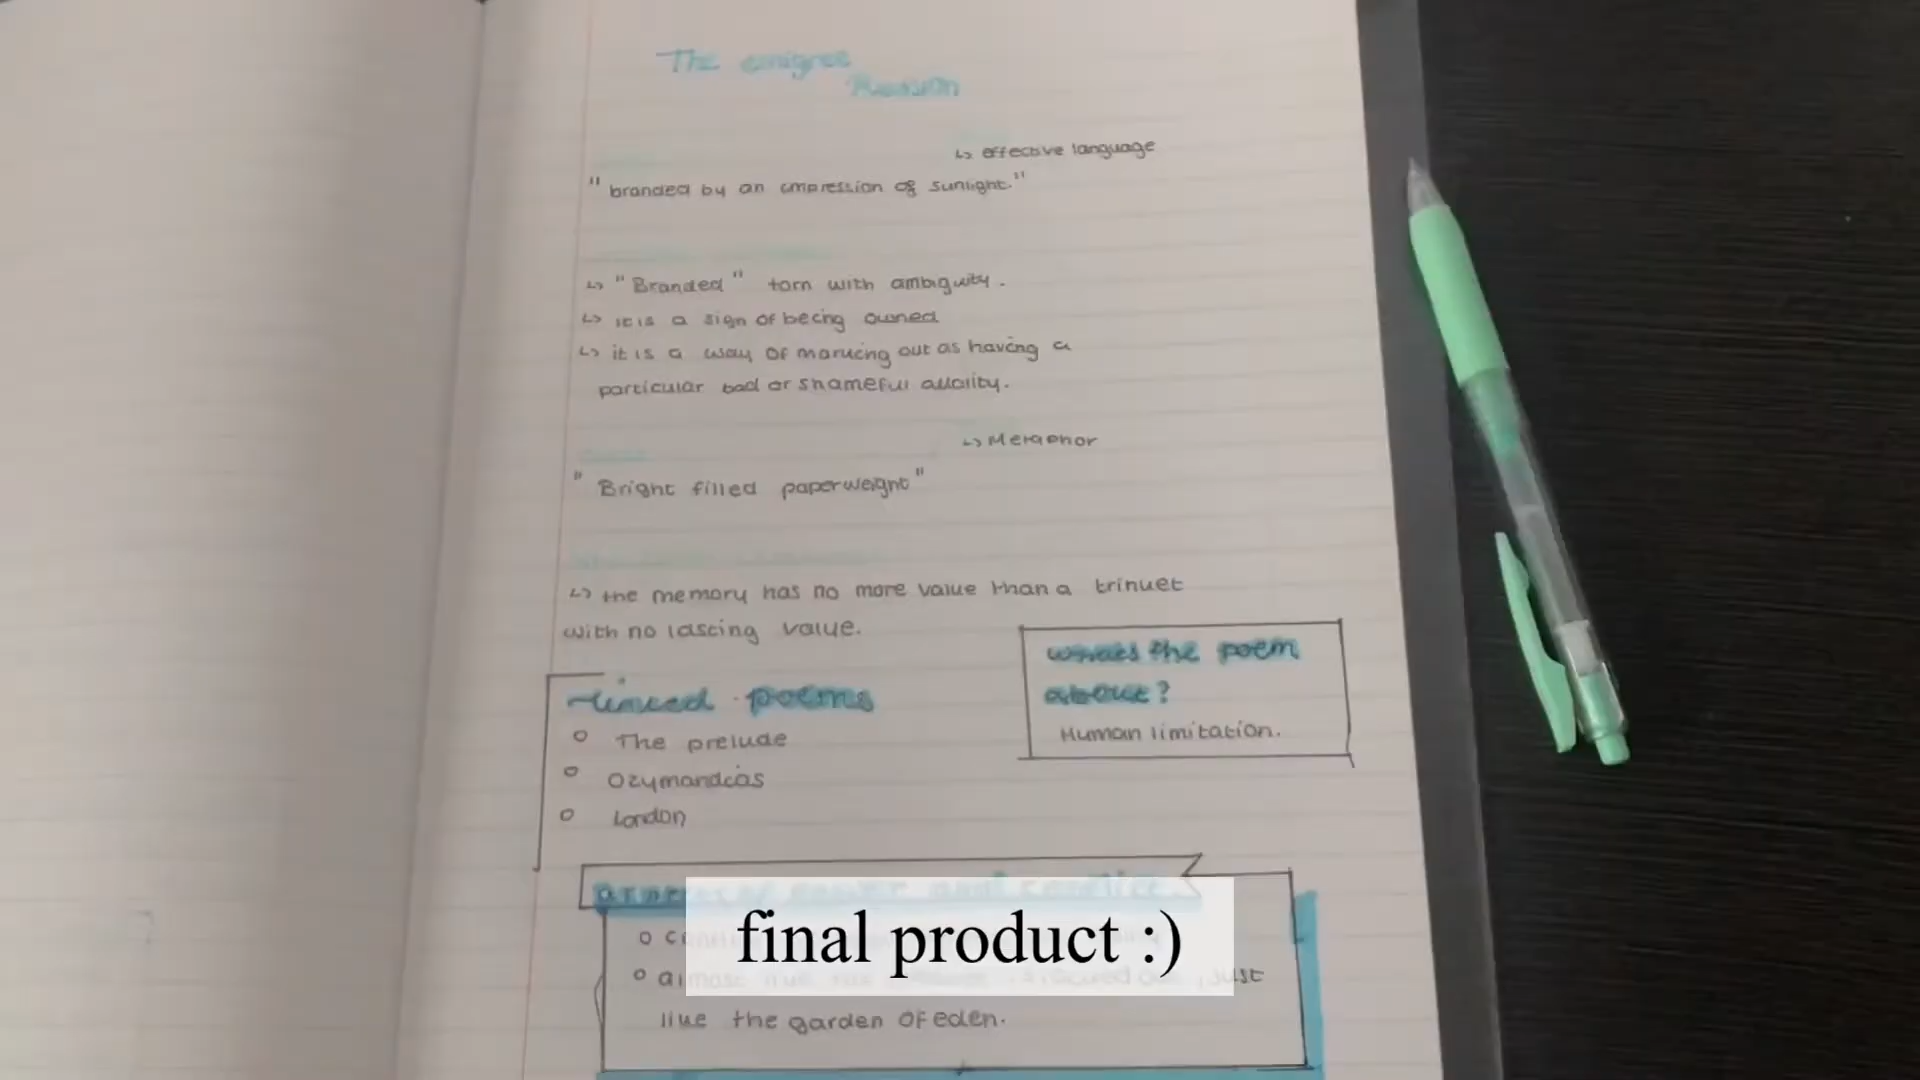 The emigree
↳ effective language
"branded by an impression of sunlight."
↳ "Branded" torn with ambiguity.
↳ it is a sign of being owned
↳ it is a way of marking out as having a
particular bad or shameful quality.
↳ Metaphor
"Bright filled paperweight"
↳ the memory has no more value than a trinket
with no lasting value.
poems
○ The prelude
○ Ozymandias
○ London
whats the poem
about?
Human limitation.
final product :)
just
like the garden of eden.